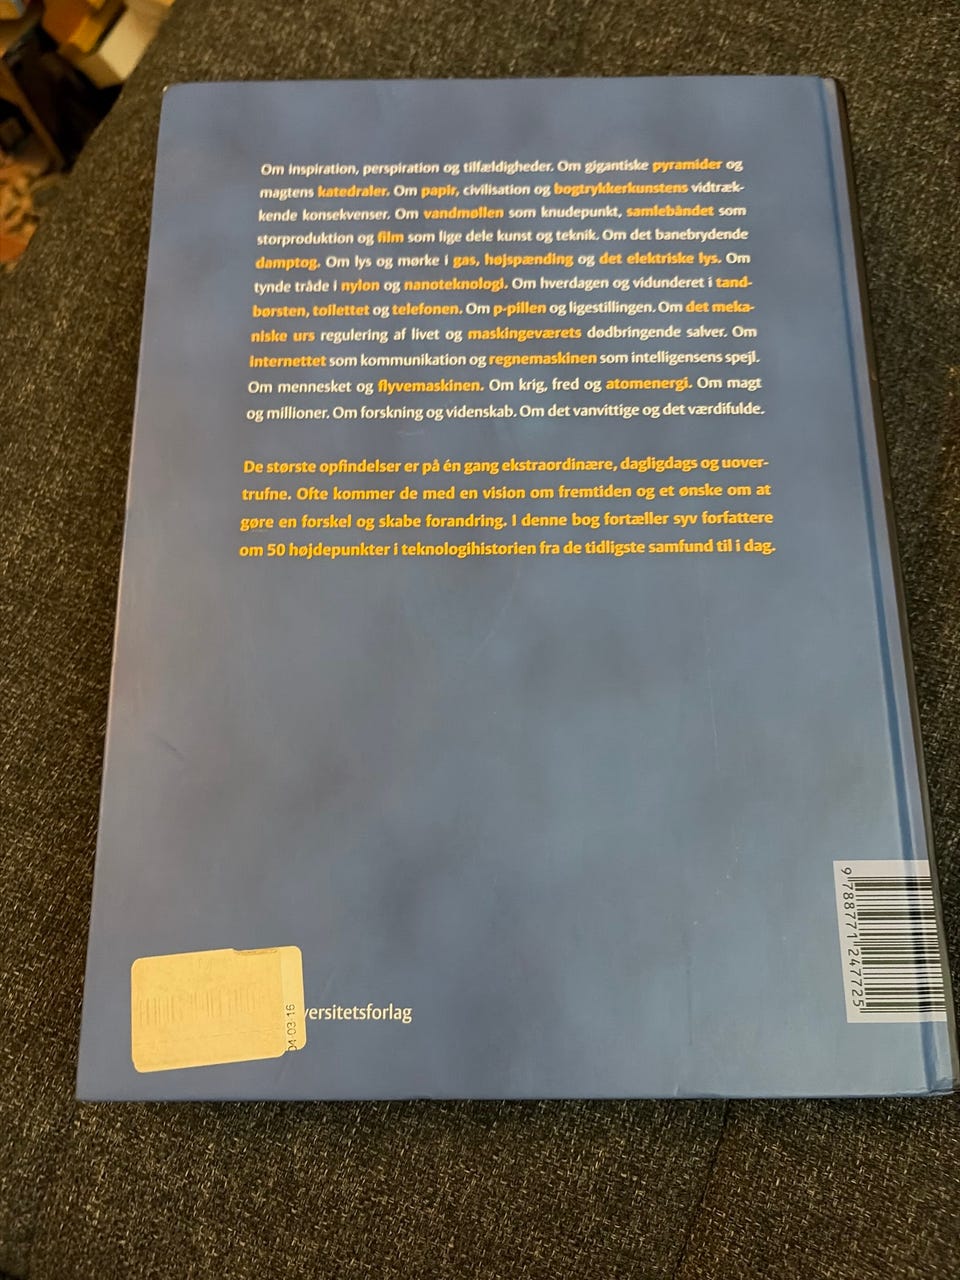 Om inspiration, perspiration og tilfældigheder. Om gigantiske pyramider og
magtens katedraler. Om papir, civilisation og bogtrykkerkunstens vidtræk-
kende konsekvenser. Om vandmøllen som knudepunkt, samlebåndet som
storproduktion og film som lige dele kunst og teknik. Om det banebrydende
damptog. Om lys og mørke i gas, højspænding og det elektriske lys. Om
tynde tråde i nylon og nanoteknologi. Om hverdagen og vidunderet i tand-
børsten, toilettet og telefonen. Om p-pillen og ligestillingen. Om det meka-
niske urs regulering af livet og maskingeværets dødbringende salver. Om
internettet som kommunikation og regnemaskinen som intelligensens spejl.
Om mennesket og flyvemaskinen. Om krig, fred og atomenergi. Om magt
og millioner. Om forskning og videnskab. Om det vanvittige og det værdifulde.
De største opfindelser er på én gang ekstraordinære, dagligdags og uover-
trufne. Ofte kommer de med en vision om fremtiden og et ønske om at
gøre en forskel og skabe forandring. I denne bog fortæller syv forfattere
om 50 højdepunkter i teknologihistorien fra de tidligste samfund til i dag.
9 788771 247725
04-03-16
versitetsforlag